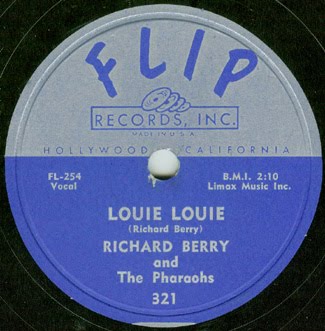 FLIP
RECORDS, INC.
MADE IN U.S.A.
HOLLYWOOD CALIFORNIA
FL-254 B.M.I. 2:10
Vocal Limax Music Inc.
LOUIE LOUIE
(Richard Berry)
RICHARD BERRY
and
The Pharaohs
321